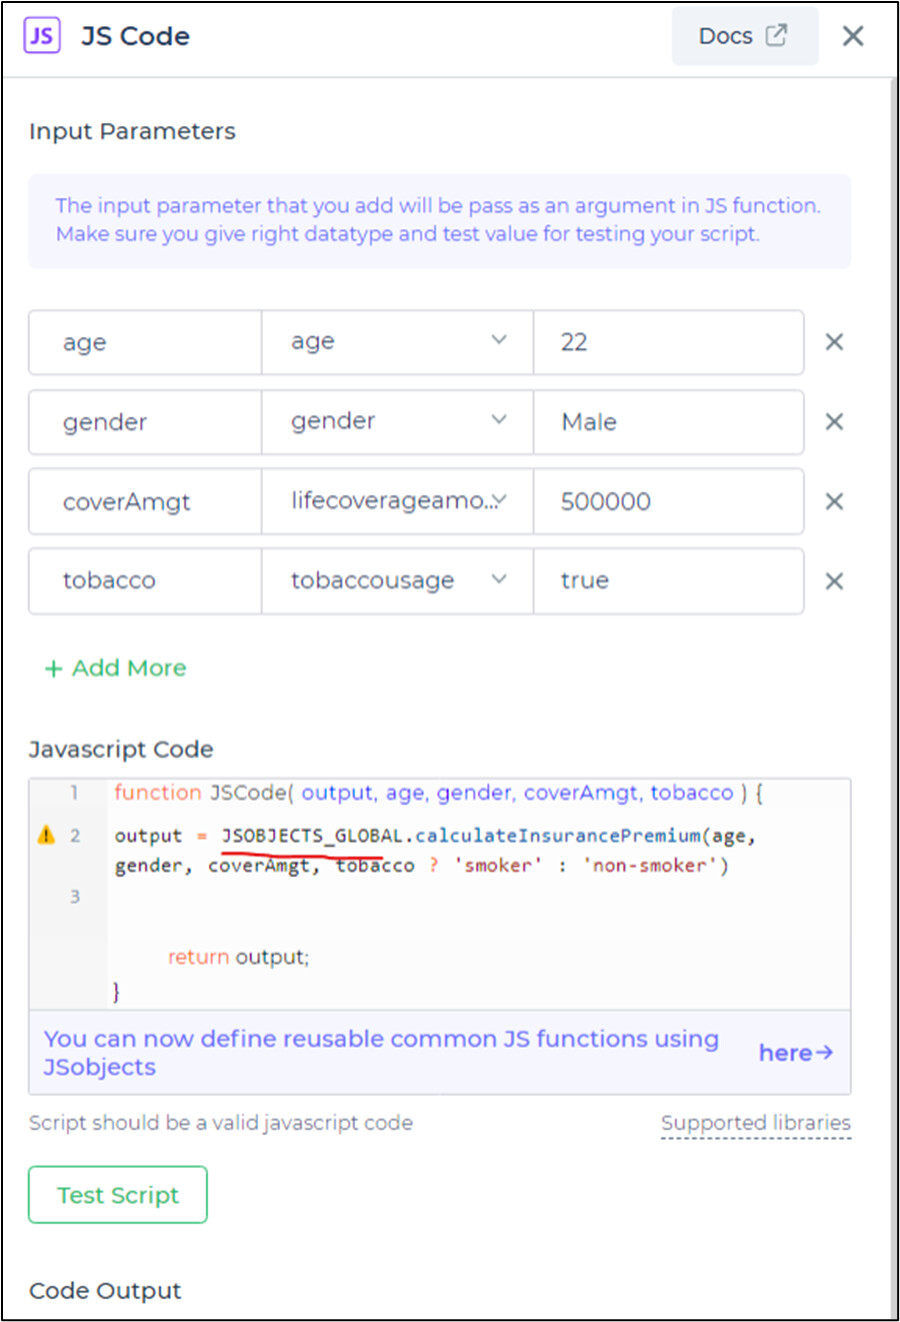 JS JS Code Docs
Input Parameters
The input parameter that you add will be pass as an argument in JS function.
Make sure you give right datatype and test value for testing your script.
age age 22
gender gender Male
coverAmgt lifecoverageamo... 500000
tobacco tobaccousage true
+ Add More
Javascript Code
1 function JSCode( output, age, gender, coverAmgt, tobacco ) {
2 output = JSOBJECTS_GLOBAL.calculateInsurancePremium(age,
gender, coverAmgt, tobacco ? 'smoker' : 'non-smoker')
3
return output;
}
You can now define reusable common JS functions using
JSobjects here→
Script should be a valid javascript code Supported libraries
Test Script
Code Output